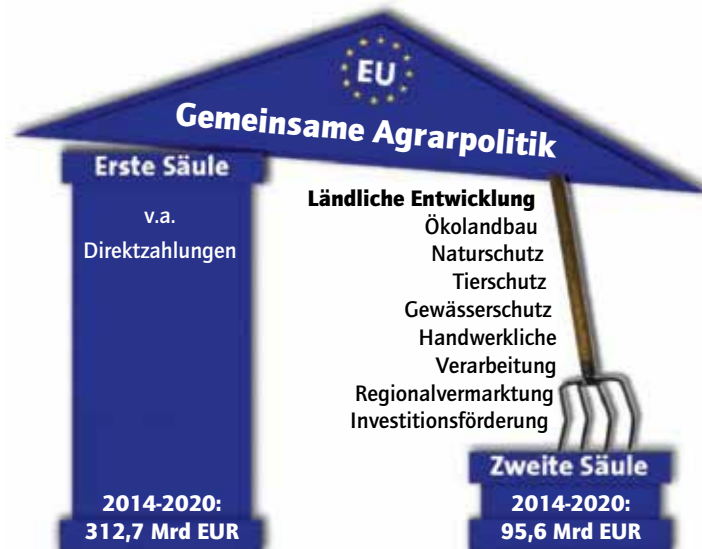 EU
Gemeinsame Agrarpolitik
Erste Säule
v.a.
Direktzahlungen
2014-2020:
312,7 Mrd EUR
Ländliche Entwicklung
Ökolandbau
Naturschutz
Tierschutz
Gewässerschutz
Handwerkliche
Verarbeitung
Regionalvermarktung
Investitionsförderung
Zweite Säule
2014-2020:
95,6 Mrd EUR